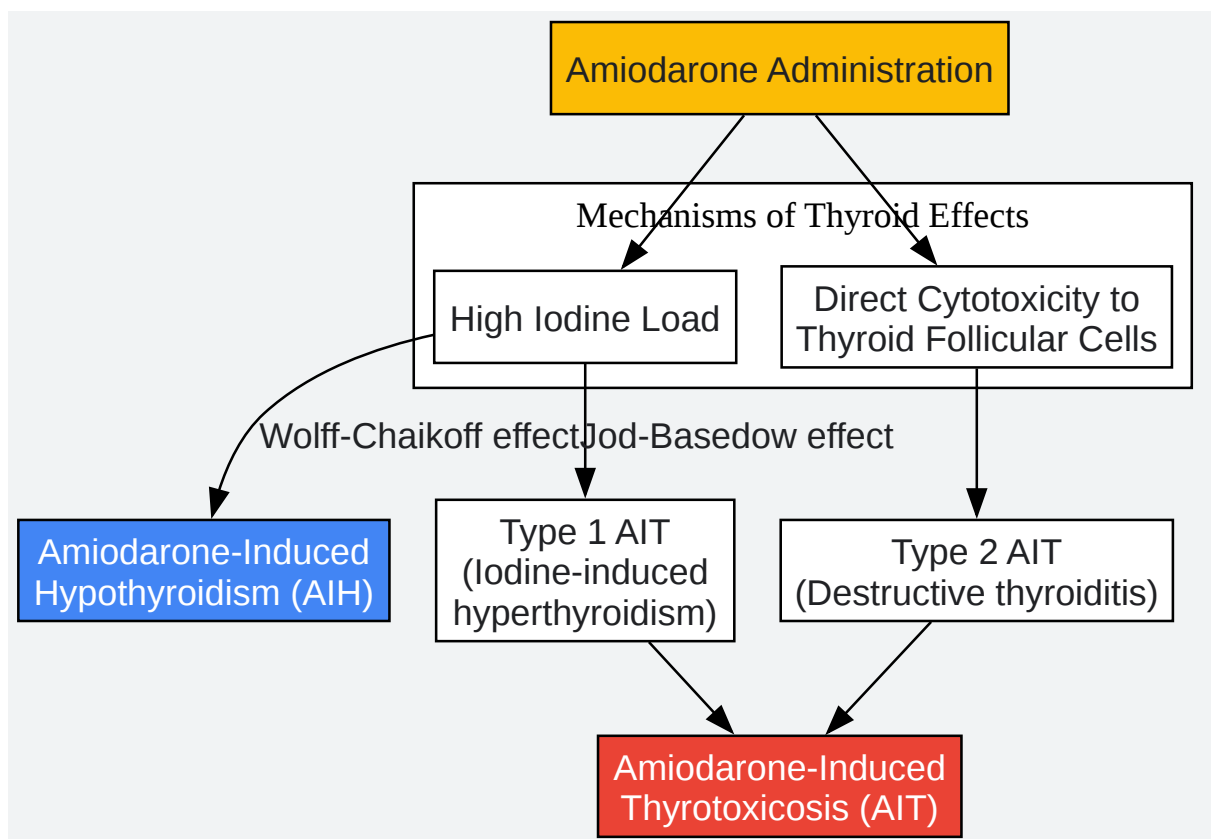 Amiodarone Administration
Mechanisms of Thyroid Effects
High Iodine Load
Direct Cytotoxicity to
Thyroid Follicular Cells
Wolff-Chaikoff effect
Jod-Basedow effect
Amiodarone-Induced
Hypothyroidism (AIH)
Type 1 AIT
(Iodine-induced
hyperthyroidism)
Type 2 AIT
(Destructive thyroiditis)
Amiodarone-Induced
Thyrotoxicosis (AIT)